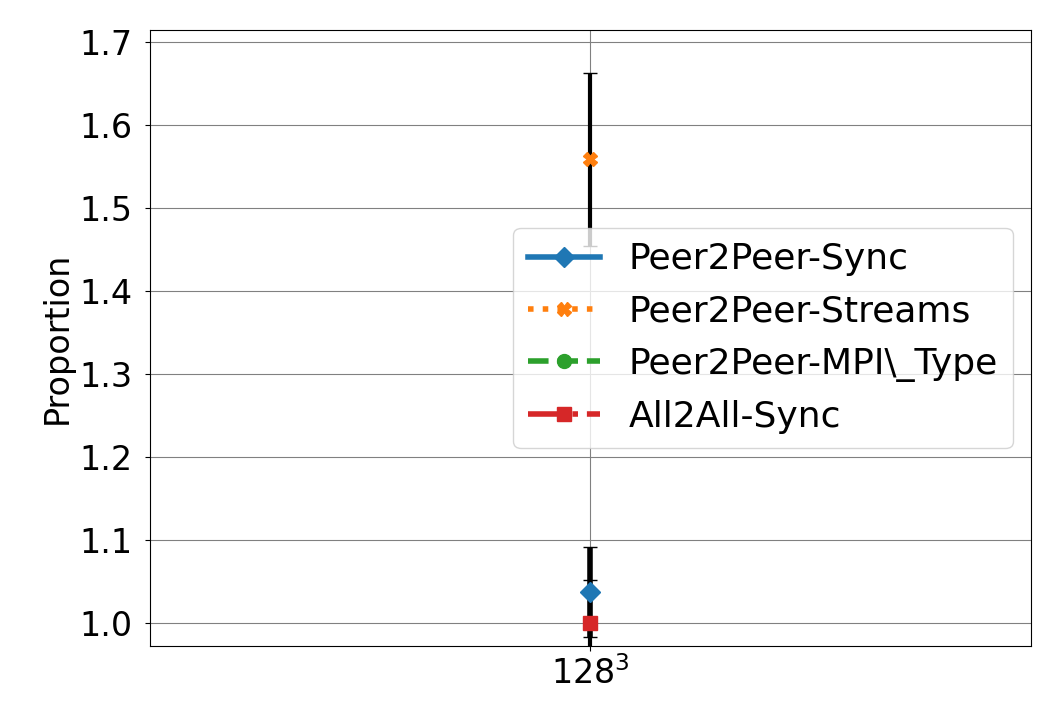 1.7
1.6
1.5
1.4
1.3
1.2
1.1
1.0
Proportion
Peer2Peer-Sync
Peer2Peer-Streams
Peer2Peer-MPI\_Type
All2All-Sync
128³